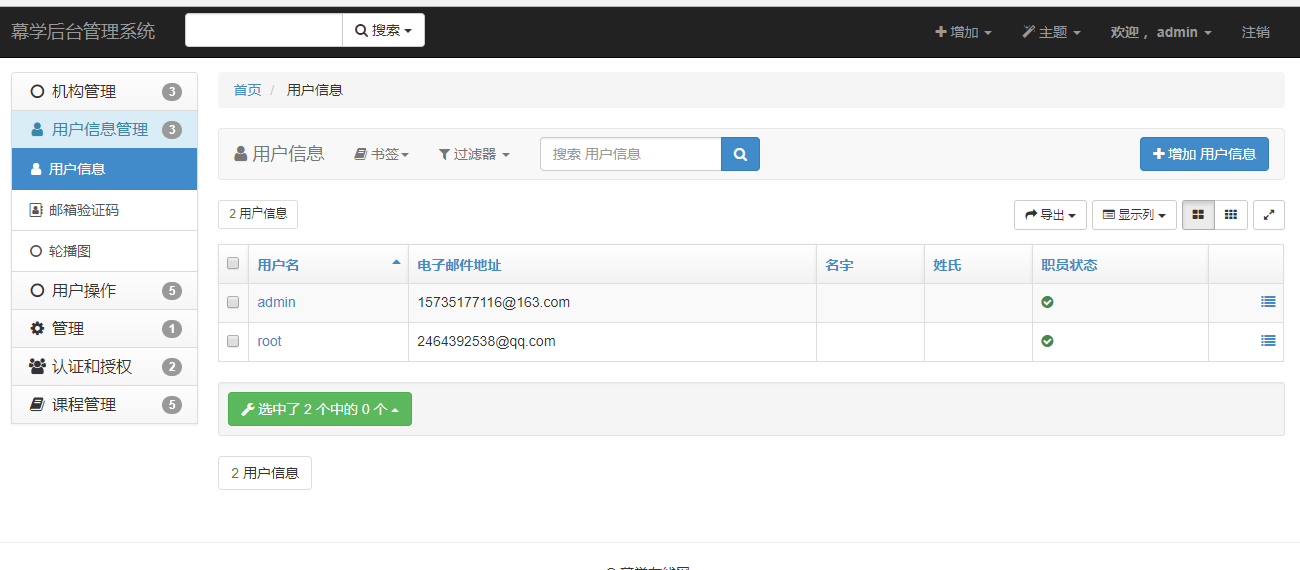 幕学后台管理系统
搜索
增加
主题
欢迎， admin
注销
机构管理 3
用户信息管理 3
用户信息
邮箱验证码
轮播图
用户操作 5
管理 1
认证和授权 2
课程管理 5
首页 / 用户信息
用户信息
书签
过滤器
搜索 用户信息
增加 用户信息
2 用户信息
导出
显示列
用户名 电子邮件地址 名字 姓氏 职员状态
admin 15735177116@163.com
root 2464392538@qq.com
选中了 2 个中的 0 个
2 用户信息